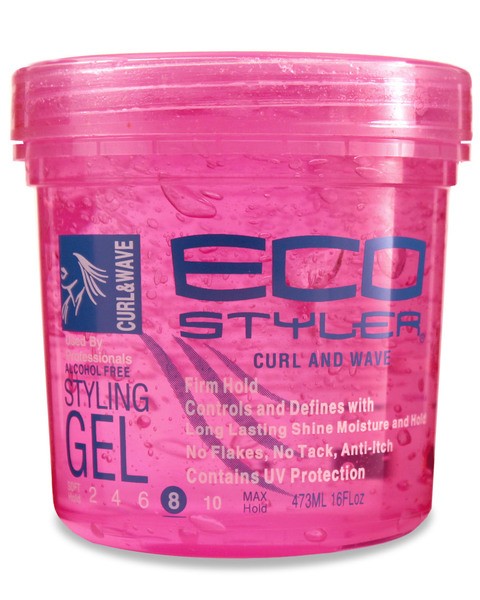 CURL&WAVE
ECO
STYLER®
CURL AND WAVE
Used By
Professionals
ALCOHOL FREE
STYLING
GEL
Firm Hold
Controls and Defines with
Long Lasting Shine Moisture and Hold
No Flakes, No Tack, Anti-Itch
Contains UV Protection
SOFT Hold 2 4 6 8 10 MAX Hold
473ML 16FLoz